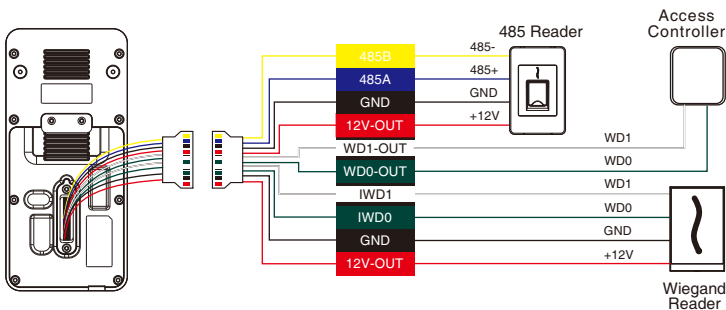 Access
Controller
485 Reader
485B
485-
485A
485+
GND
GND
12V-OUT
+12V
WD1-OUT
WD1
WD0-OUT
WD0
IWD1
WD1
IWD0
WD0
GND
GND
12V-OUT
+12V
Wiegand
Reader